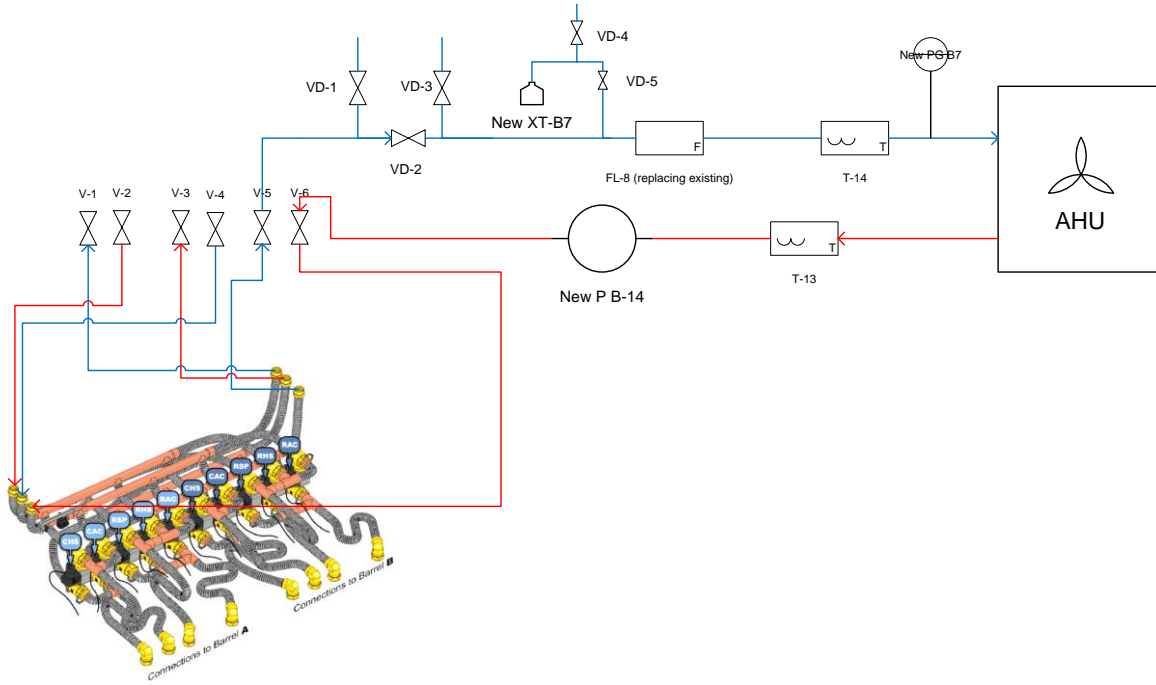 VD-4
VD-1
VD-3
VD-5
New PG B7
New XT-B7
VD-2
F
T
FL-8 (replacing existing)
T-14
V-1
V-2
V-3
V-4
V-5
V-6
AHU
T
T-13
New P B-14
RAC
RHS
RSP
CAC
CHS
RAC
RHS
RSP
CAC
CHS
Connections to Barrel B
Connections to Barrel A